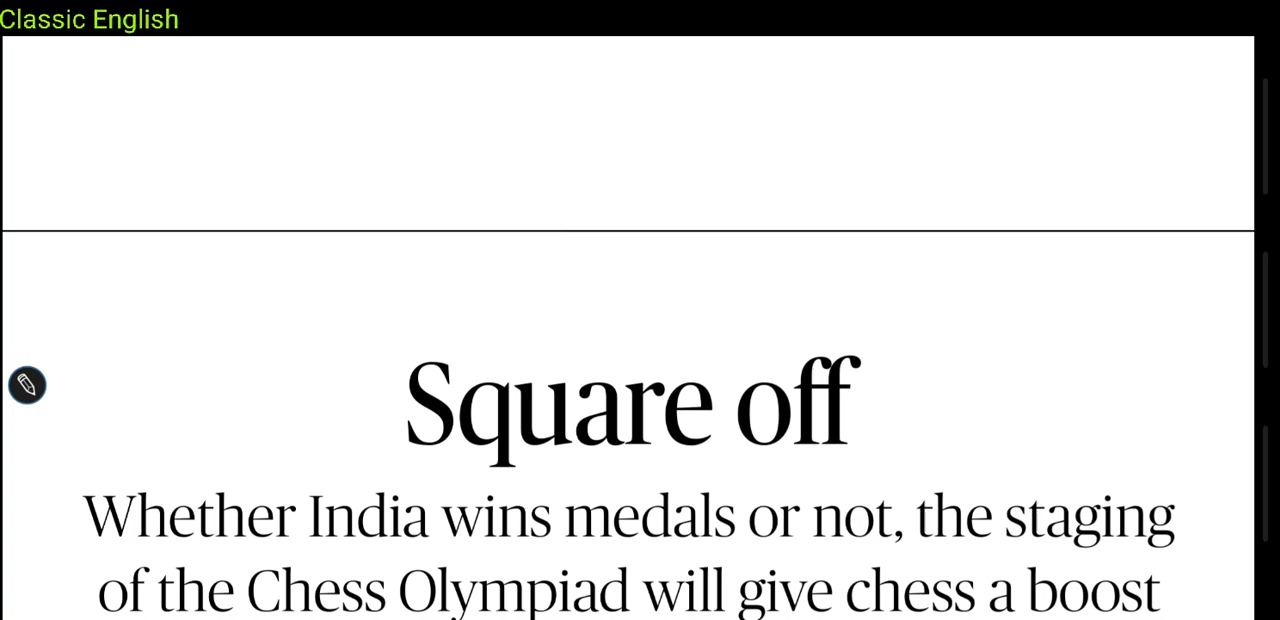 Classic English
Square off
Whether India wins medals or not, the staging
of the Chess Olympiad will give chess a boost